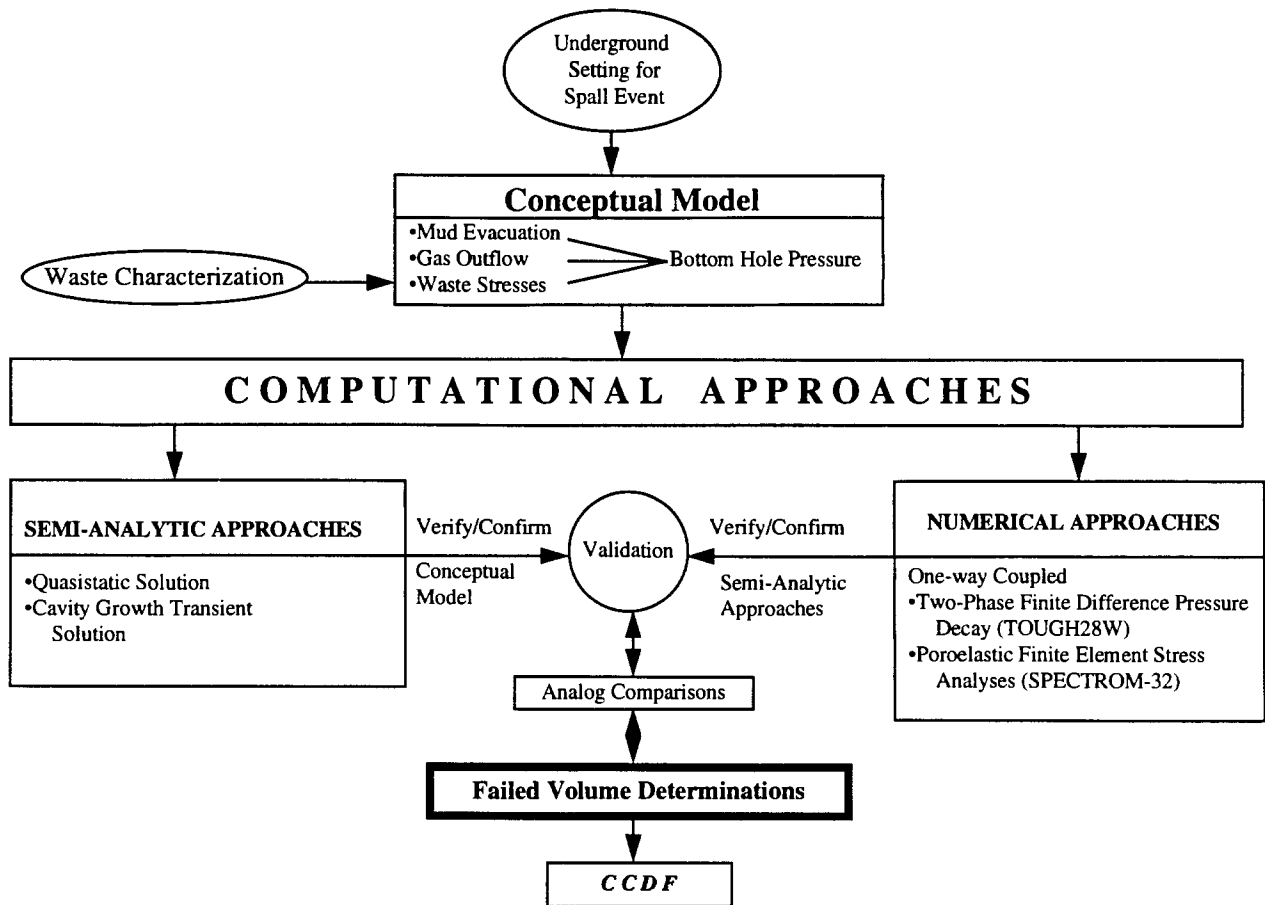 Underground
Setting for
Spall Event
Conceptual Model
•Mud Evacuation
•Gas Outflow
•Waste Stresses
Bottom Hole Pressure
Waste Characterization
COMPUTATIONAL APPROACHES
SEMI-ANALYTIC APPROACHES
•Quasistatic Solution
•Cavity Growth Transient
Solution
Verify/Confirm
Conceptual
Model
Validation
Verify/Confirm
Semi-Analytic
Approaches
NUMERICAL APPROACHES
One-way Coupled
•Two-Phase Finite Difference Pressure
Decay (TOUGH28W)
•Poroelastic Finite Element Stress
Analyses (SPECTROM-32)
Analog Comparisons
Failed Volume Determinations
CCDF